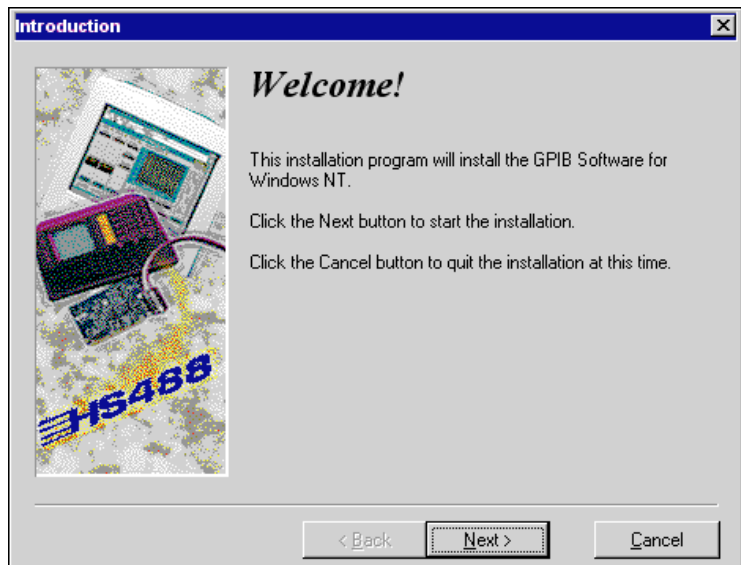 Introduction
Welcome!
This installation program will install the GPIB Software for
Windows NT.
Click the Next button to start the installation.
Click the Cancel button to quit the installation at this time.
HS488
< Back
Next >
Cancel